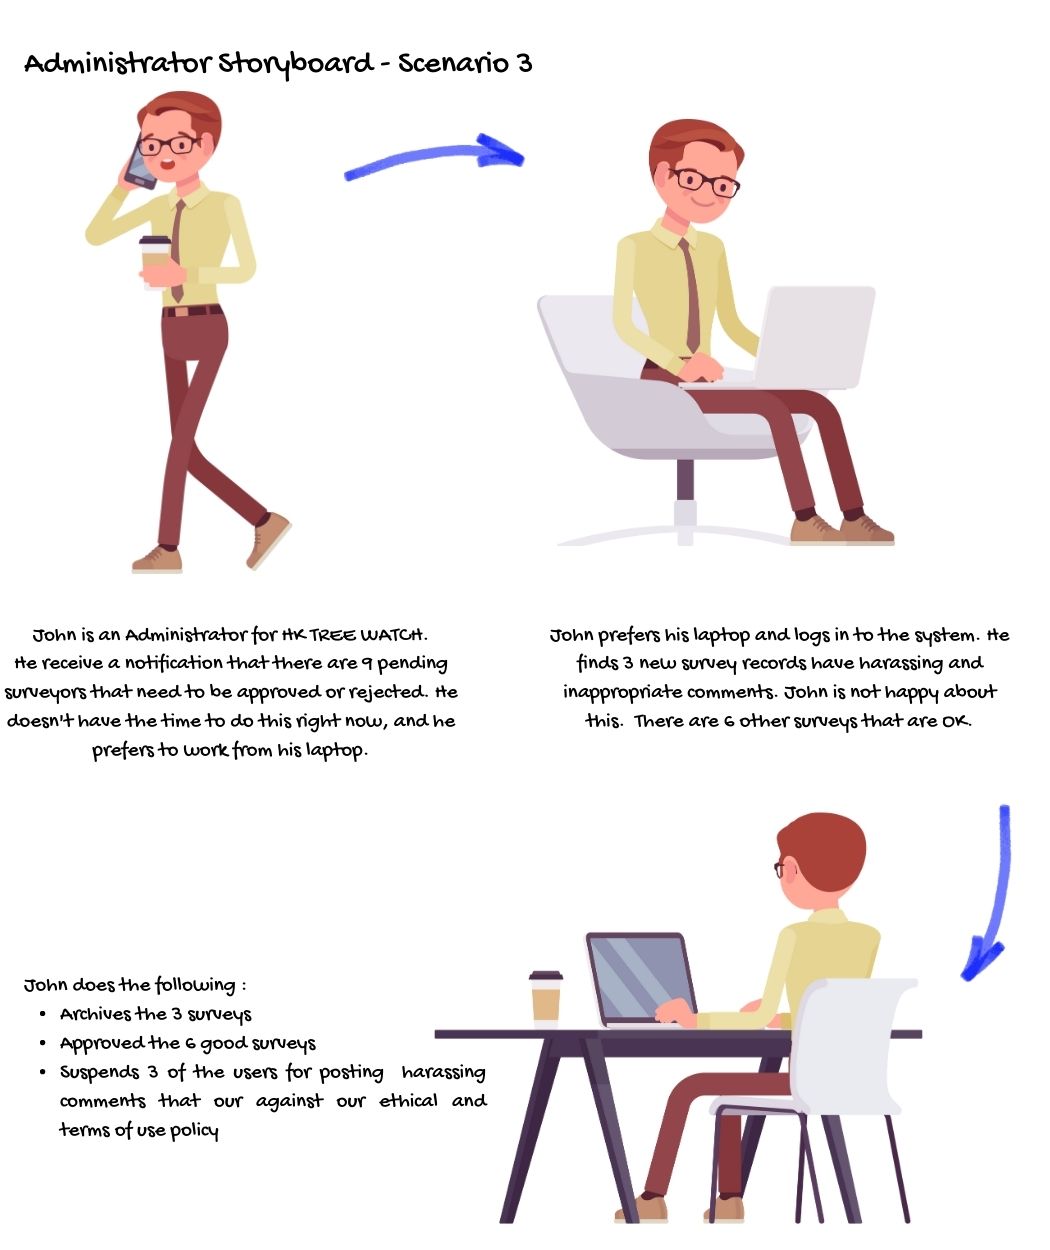 Administrator Storyboard - Scenario 3
John is an Administrator for HK TREE WATCH.
He receive a notification that there are 9 pending
surveyors that need to be approved or rejected. He
doesn't have the time to do this right now, and he
prefers to work from his laptop.
John prefers his laptop and logs in to the system. He
finds 3 new survey records have harassing and
inappropriate comments. John is not happy about
this. There are 6 other surveys that are OK.
John does the following :
• Archives the 3 surveys
• Approved the 6 good surveys
• Suspends 3 of the users for posting harassing
comments that our against our ethical and
terms of use policy